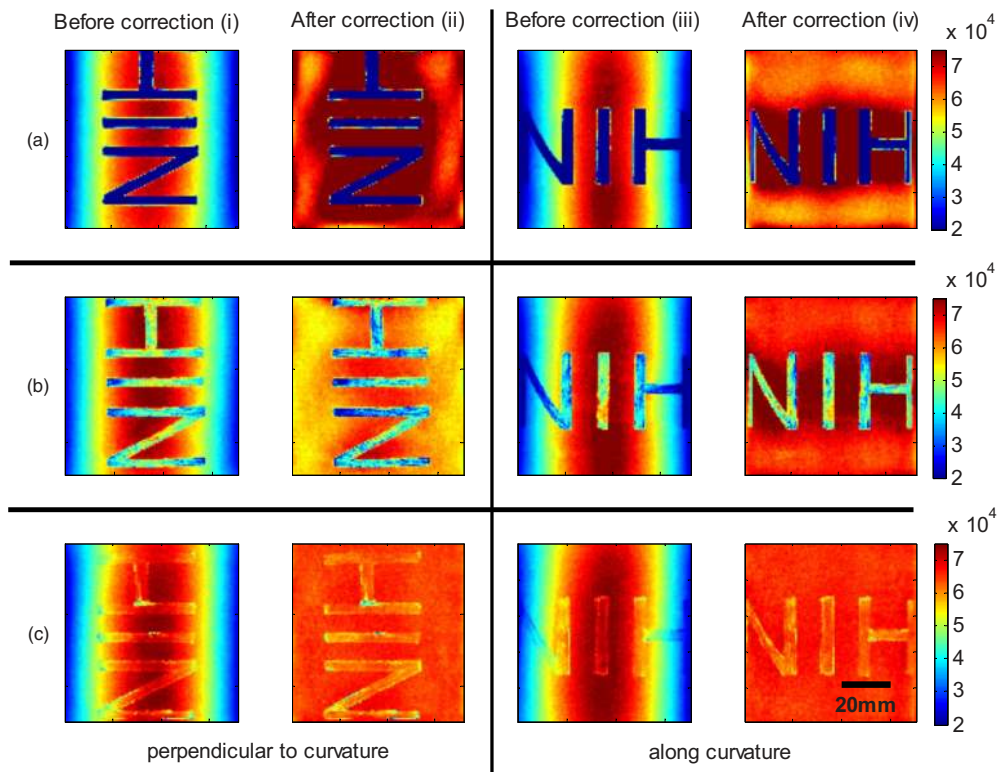 Before correction (i) After correction (ii) Before correction (iii) After correction (iv)
x 10^4
(a)
NIH
NIH
NIH
NIH
7
6
5
4
3
2
x 10^4
(b)
NIH
NIH
NIH
NIH
7
6
5
4
3
2
x 10^4
(c)
NIH
NIH
NIH
NIH
7
6
5
4
3
2
20mm
perpendicular to curvature along curvature